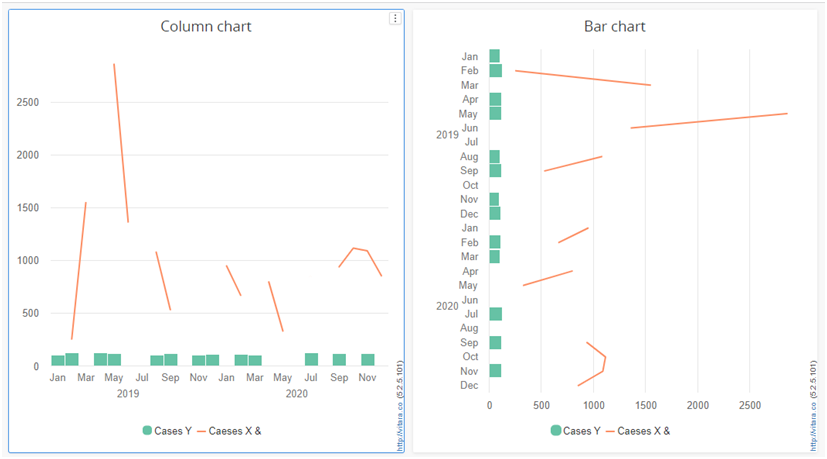 Column chart
2500
2000
1500
1000
500
0
Jan Mar May Jul Sep Nov Jan Mar May Jul Sep Nov
2019 2020
Cases Y Caeses X &
http://vitara.co (5.2.5.101)
Bar chart
Jan
Feb
Mar
Apr
May
Jun
2019
Jul
Aug
Sep
Oct
Nov
Dec
Jan
Feb
Mar
Apr
May
Jun
2020
Jul
Aug
Sep
Oct
Nov
Dec
0 500 1000 1500 2000 2500
Cases Y Caeses X &
http://vitara.co (5.2.5.101)